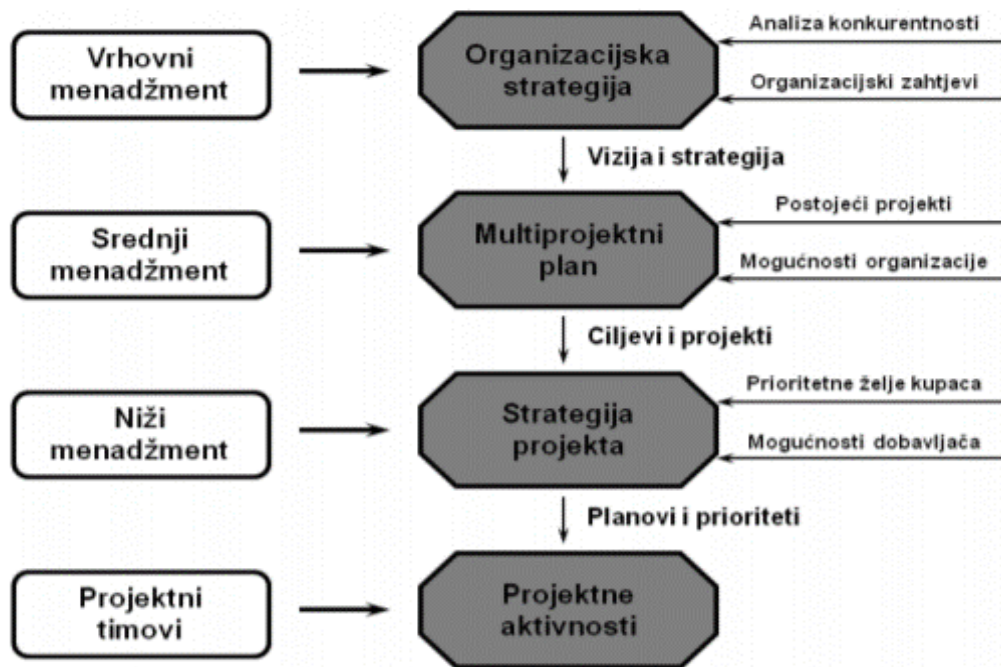 Vrhovni
menadžment
Organizacijska
strategija
Analiza konkurentnosti
Organizacijski zahtjevi
Vizija i strategija
Srednji
menadžment
Multiprojektni
plan
Postojeći projekti
Mogućnosti organizacije
Ciljevi i projekti
Niži
menadžment
Strategija
projekta
Prioritetne želje kupaca
Mogućnosti dobavljača
Planovi i prioriteti
Projektni
timovi
Projektne
aktivnosti